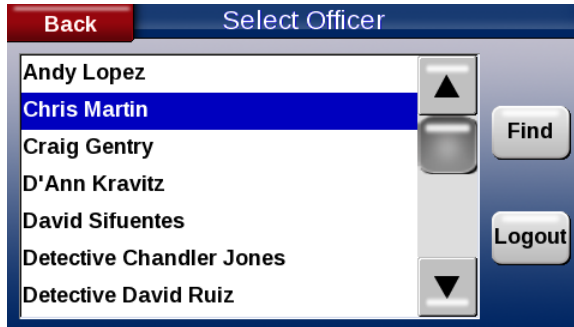 Back
Select Officer
Andy Lopez
Chris Martin
Craig Gentry
D'Ann Kravitz
David Sifuentes
Detective Chandler Jones
Detective David Ruiz
Find
Logout